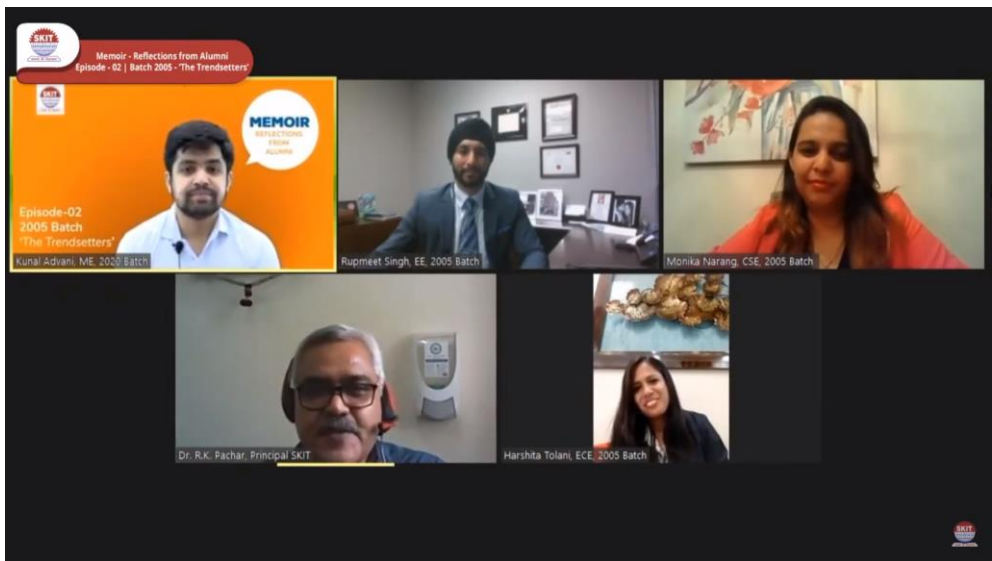 SKIT
Memoir - Reflections from Alumni
Episode - 02 | Batch 2005 - 'The Trendsetters'
MEMOIR
REFLECTIONS
FROM
ALUMNI
Episode-02
2005 Batch
'The Trendsetters'
Kunal Advani, ME, 2020 Batch
Rupmeet Singh, EE, 2005 Batch
Monika Narang, CSE, 2005 Batch
Dr. R.K. Pachar, Principal SKIT
Harshita Tolani, ECE, 2005 Batch
SKIT